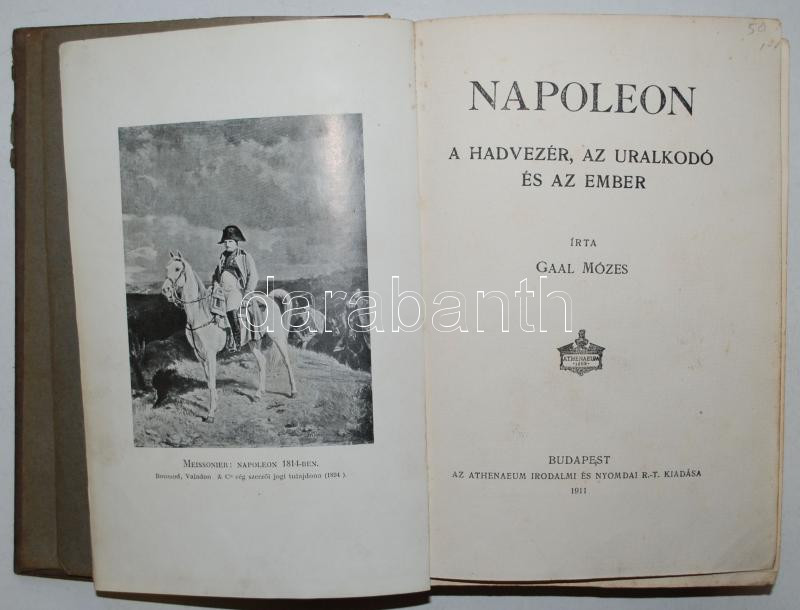 MEISSONIER: NAPOLEON 1814-BEN.
Boussod, Valadon & Cº cég szerzői jogi tulajdona (1894).
50
NAPOLEON
A HADVEZÉR, AZ URALKODÓ
ÉS AZ EMBER
ÍRTA
GAAL MÓZES
ATHENAEUM
BUDAPEST
AZ ATHENAEUM IRODALMI ÉS NYOMDAI R.-T. KIADÁSA
1911
darabanth